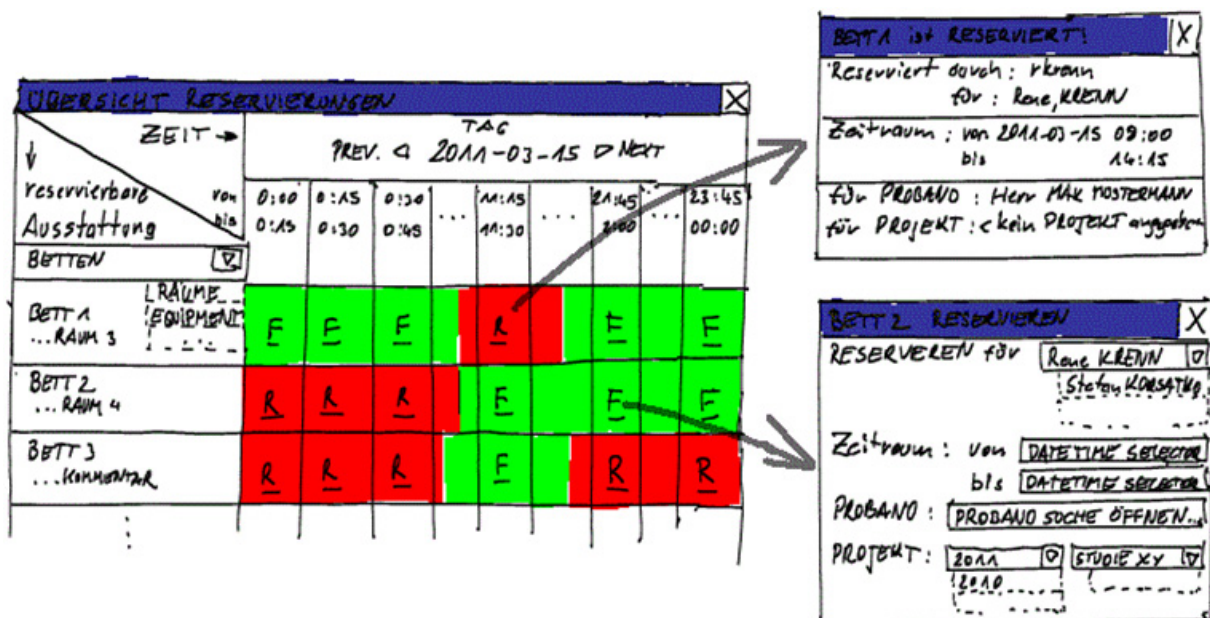 ÜBERSICHT RESERVIERUNGEN X
ZEIT →
TAG
PREV. ◁ 2011-03-15 ▷ NEXT
↓
reservierbare
Ausstattung
von 0:00 0:15 0:30 ... 11:15 ... 21:45 ... 23:45
bis 0:15 0:30 0:45 11:30 00:00
BETTEN
RÄUME
EQUIPMENT
...
BETT 1
...RAUM 3
F F F R F F
BETT 2
...RAUM 4
R R R F F F
BETT 3
...KOMMENTAR
R R R F R R
BETT 1 ist RESERVIERT! X
Reserviert durch: rkrenn
für: Rene, KRENN
Zeitraum: von 2011-03-15 09:00
bis 14:15
für PROBAND: Herr MAX MOSTERMANN
für PROJEKT: < kein PROJEKT angegeben
BETT 2 RESERVIEREN X
RESERVEREN für Rene KRENN
Stefan KORSATKO
Zeitraum: von DATETIME SELECTOR
bis DATETIME SELECTOR
PROBAND: PROBAND SUCHE ÖFFNEN...
PROJEKT: 2011 STUDIE XY
2010